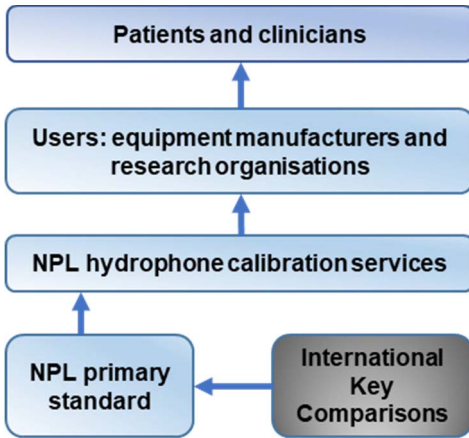 Patients and clinicians
Users: equipment manufacturers and
research organisations
NPL hydrophone calibration services
NPL primary
standard
International
Key
Comparisons